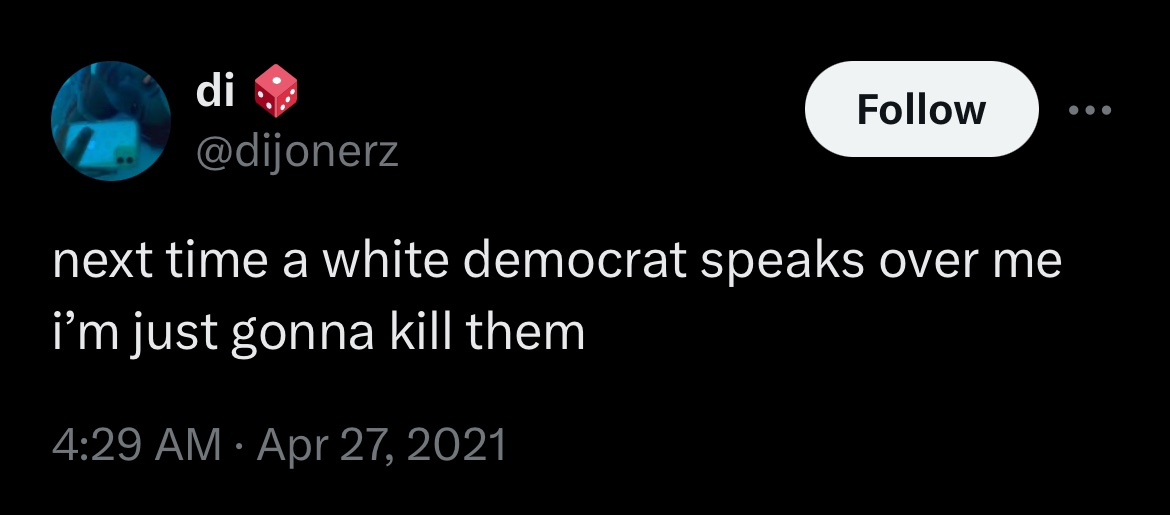 di 🎲
@dijonerz
Follow
next time a white democrat speaks over me
i’m just gonna kill them
4:29 AM · Apr 27, 2021